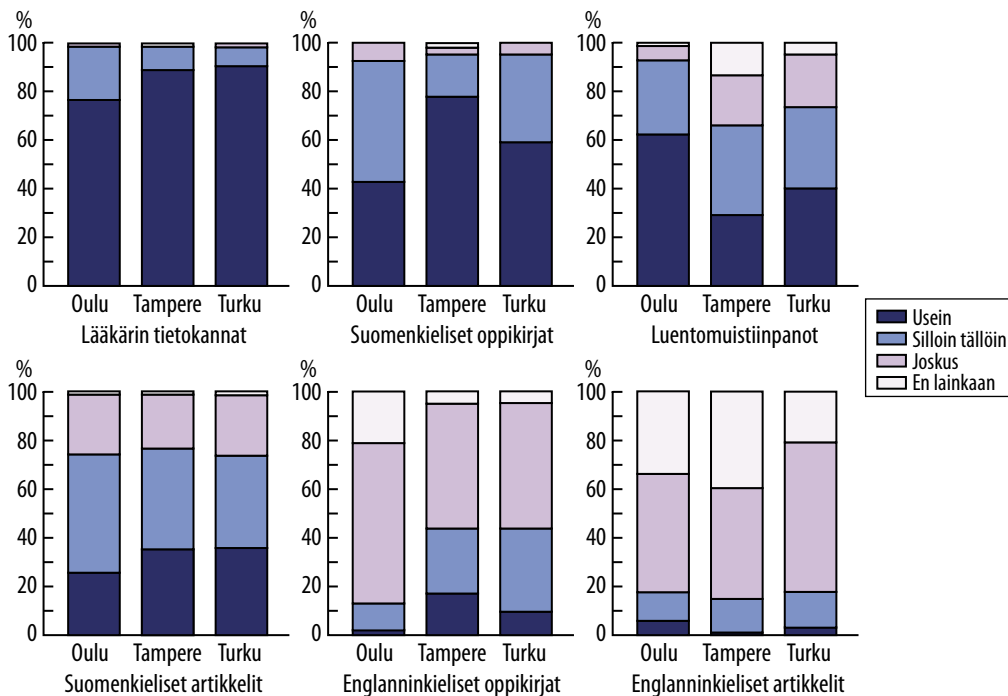 %
%
%
100
80
60
40
20
0
Oulu Tampere Turku
Lääkärin tietokannat
100
80
60
40
20
0
Oulu Tampere Turku
Suomenkieliset oppikirjat
100
80
60
40
20
0
Oulu Tampere Turku
Luentomuistiinpanot
Usein
Silloin tällöin
Joskus
En lainkaan
%
100
80
60
40
20
0
Oulu Tampere Turku
Suomenkieliset artikkelit
%
100
80
60
40
20
0
Oulu Tampere Turku
Englanninkieliset oppikirjat
%
100
80
60
40
20
0
Oulu Tampere Turku
Englanninkieliset artikkelit